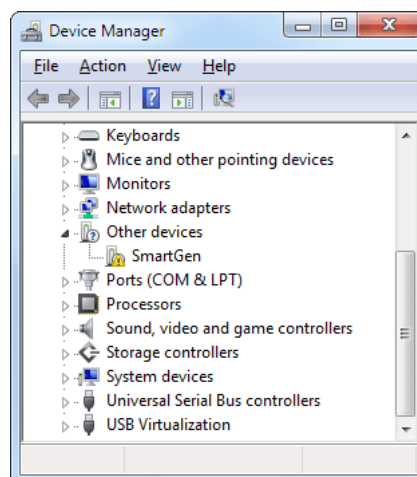 Device Manager
File Action View Help
Keyboards
Mice and other pointing devices
Monitors
Network adapters
Other devices
SmartGen
Ports (COM & LPT)
Processors
Sound, video and game controllers
Storage controllers
System devices
Universal Serial Bus controllers
USB Virtualization